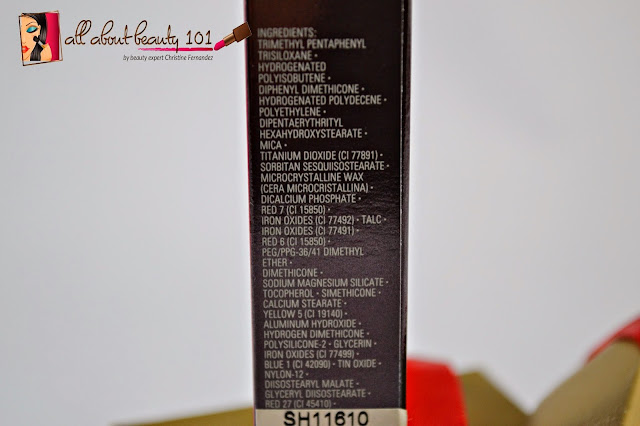 all about beauty 101
by beauty expert Christine Fernandez
INGREDIENTS:
TRIMETHYL PENTAPHENYL
TRISILOXANE •
HYDROGENATED
POLYISOBUTENE •
DIPHENYL DIMETHICONE •
HYDROGENATED POLYDECENE •
POLYETHYLENE •
DIPENTAERYTHRITYL
HEXAHYDROXYSTEARATE •
MICA •
TITANIUM DIOXIDE (CI 77891) •
SORBITAN SESQUIISOSTEARATE •
MICROCRYSTALLINE WAX
(CERA MICROCRISTALLINA) •
DICALCIUM PHOSPHATE •
RED 7 (CI 15850) •
IRON OXIDES (CI 77492) • TALC •
IRON OXIDES (CI 77491) •
RED 6 (CI 15850) •
PEG/PPG-36/41 DIMETHYL
ETHER •
DIMETHICONE •
SODIUM MAGNESIUM SILICATE •
TOCOPHEROL • SIMETHICONE •
CALCIUM STEARATE •
YELLOW 5 (CI 19140) •
ALUMINUM HYDROXIDE •
HYDROGEN DIMETHICONE •
POLYSILICONE-2 • GLYCERIN •
IRON OXIDES (CI 77499) •
BLUE 1 (CI 42090) • TIN OXIDE •
NYLON-12 •
DIISOSTEARYL MALATE •
GLYCERYL DIISOSTEARATE •
RED 27 (CI 45410) •
SH11610